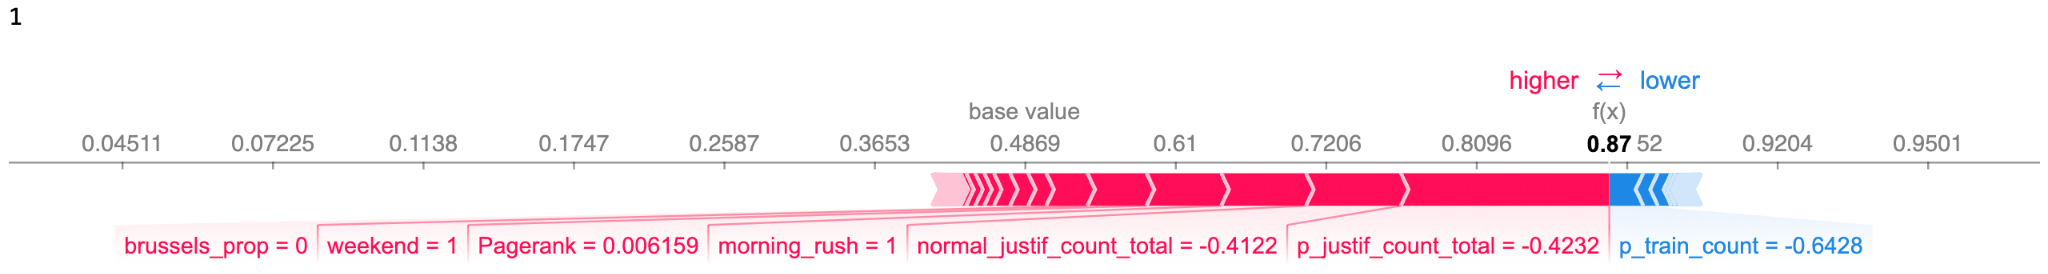 1
higher lower
base value f(x)
0.04511 0.07225 0.1138 0.1747 0.2587 0.3653 0.4869 0.61 0.7206 0.8096 0.87 52 0.9204 0.9501
brussels_prop = 0 weekend = 1 Pagerank = 0.006159 morning_rush = 1 normal_justif_count_total = -0.4122 p_justif_count_total = -0.4232 p_train_count = -0.6428